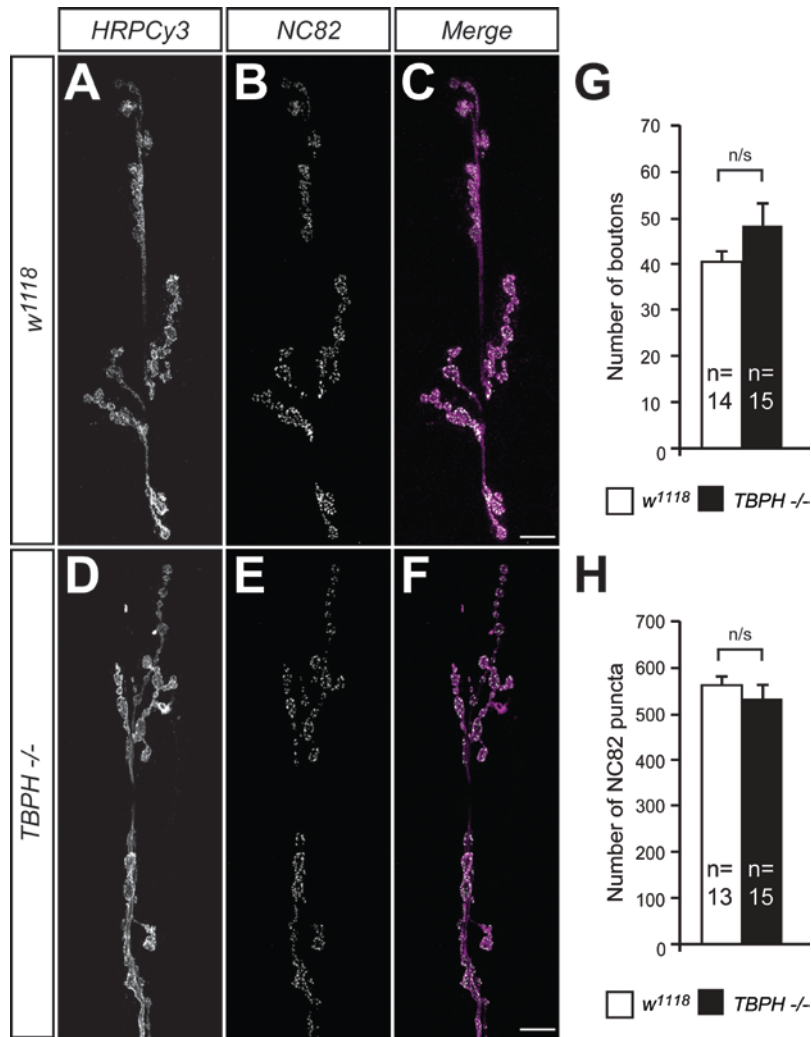 HRPCy3 NC82 Merge
A B C
w1118
D E F
TBPH -/-
G
Number of boutons
70
60
50
40
30
20
10
0
n/s
n=
14
n=
15
w1118 TBPH -/-
H
Number of NC82 puncta
700
600
500
400
300
200
100
0
n/s
n=
13
n=
15
w1118 TBPH -/-